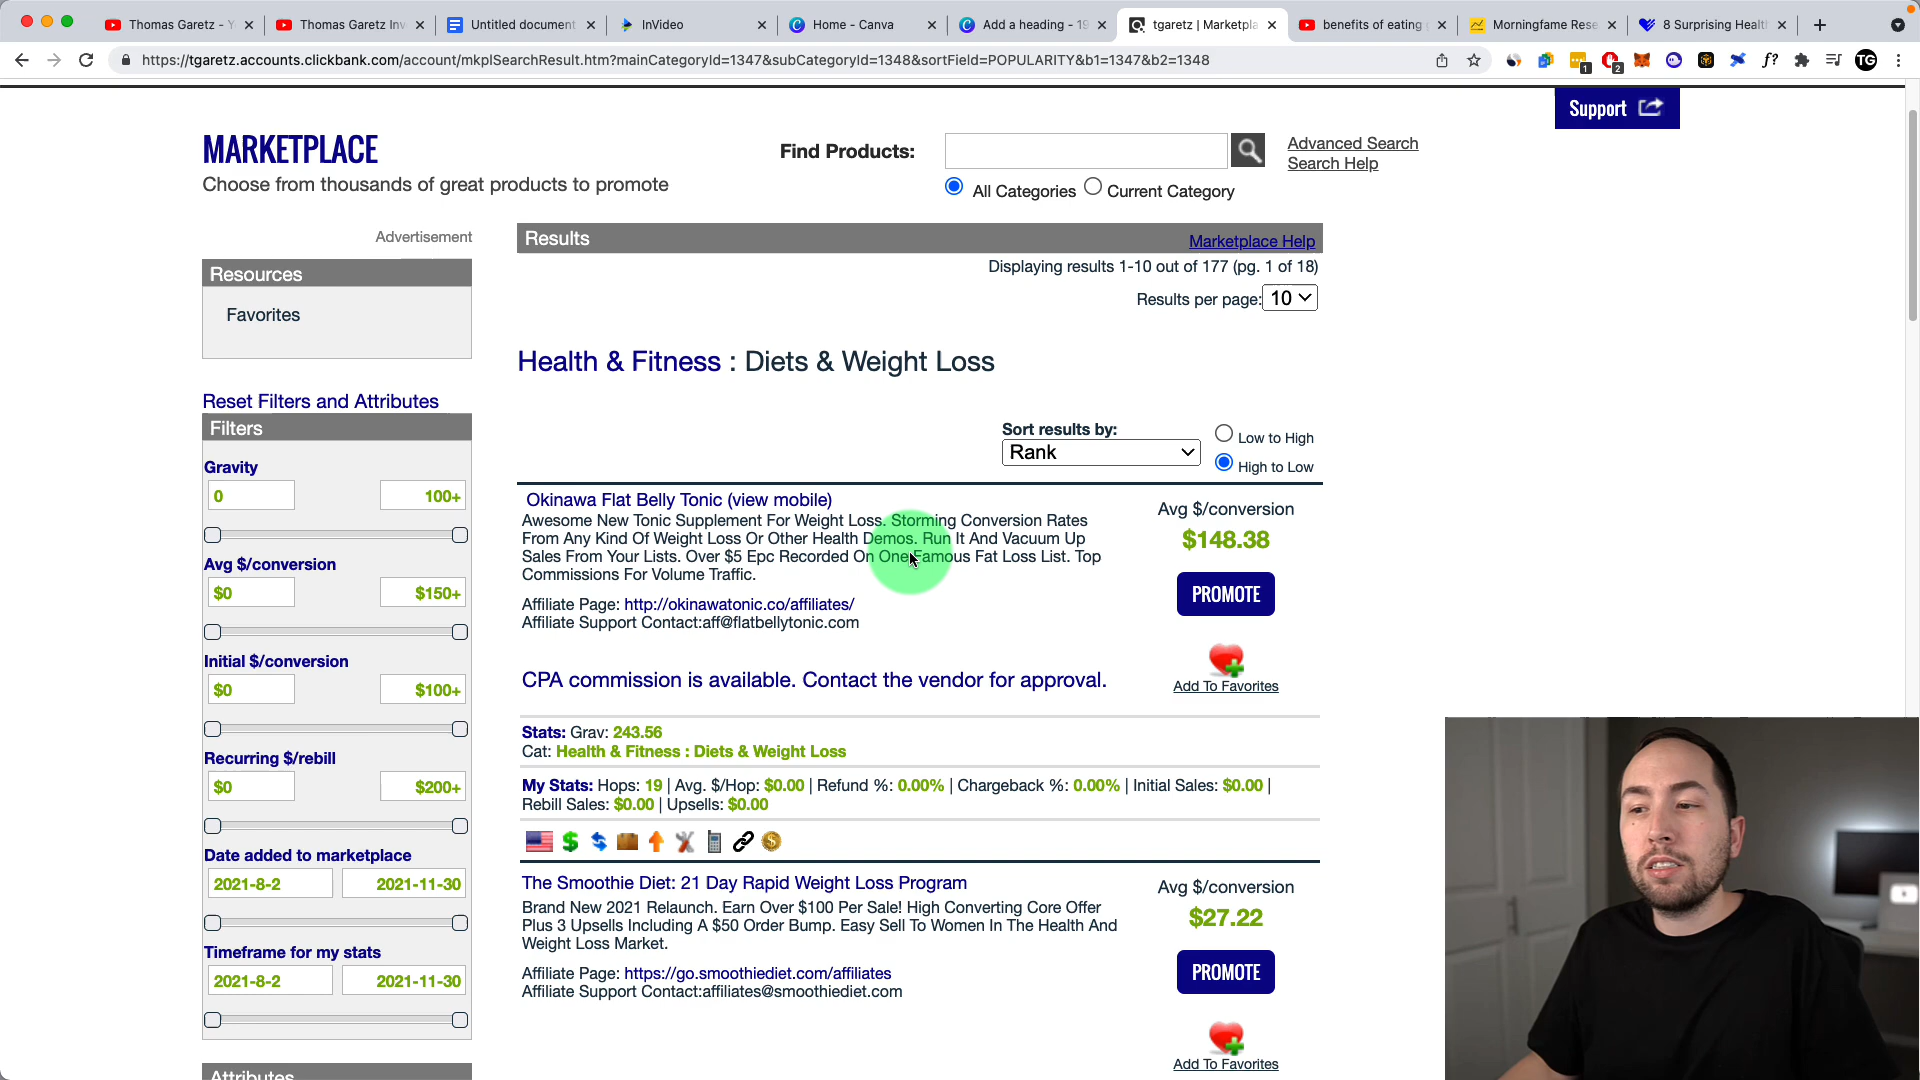 Thomas Garetz - Y
Thomas Garetz Inv
Untitled document
InVideo
Home - Canva
Add a heading - 19
tgaretz | Marketpla
benefits of eating
Morningfame Rese
8 Surprising Healt
https://tgaretz.accounts.clickbank.com/account/mkplSearchResult.htm?mainCategoryId=1347&subCategoryId=1348&sortField=POPULARITY&b1=1347&b2=1348
1
2
f?
TG
Support
MARKETPLACE
Choose from thousands of great products to promote
Find Products:
All Categories
Current Category
Advanced Search
Search Help
Advertisement
Resources
Favorites
Reset Filters and Attributes
Filters
Gravity
0
100+
Avg $/conversion
$0
$150+
Initial $/conversion
$0
$100+
Recurring $/rebill
$0
$200+
Date added to marketplace
2021-8-2
2021-11-30
Timeframe for my stats
2021-8-2
2021-11-30
Attributes
Results
Marketplace Help
Displaying results 1-10 out of 177 (pg. 1 of 18)
Results per page: 10
Health & Fitness : Diets & Weight Loss
Sort results by:
Rank
Low to High
High to Low
Okinawa Flat Belly Tonic (view mobile)
Awesome New Tonic Supplement For Weight Loss. Storming Conversion Rates
From Any Kind Of Weight Loss Or Other Health Demos. Run It And Vacuum Up
Sales From Your Lists. Over $5 Epc Recorded On One Famous Fat Loss List. Top
Commissions For Volume Traffic.
Affiliate Page: http://okinawatonic.co/affiliates/
Affiliate Support Contact:aff@flatbellytonic.com
Avg $/conversion
$148.38
PROMOTE
Add To Favorites
CPA commission is available. Contact the vendor for approval.
Stats: Grav: 243.56
Cat: Health & Fitness : Diets & Weight Loss
My Stats: Hops: 19 | Avg. $/Hop: $0.00 | Refund %: 0.00% | Chargeback %: 0.00% | Initial Sales: $0.00 |
Rebill Sales: $0.00 | Upsells: $0.00
The Smoothie Diet: 21 Day Rapid Weight Loss Program
Brand New 2021 Relaunch. Earn Over $100 Per Sale! High Converting Core Offer
Plus 3 Upsells Including A $50 Order Bump. Easy Sell To Women In The Health And
Weight Loss Market.
Affiliate Page: https://go.smoothiediet.com/affiliates
Affiliate Support Contact:affiliates@smoothiediet.com
Avg $/conversion
$27.22
PROMOTE
Add To Favorites